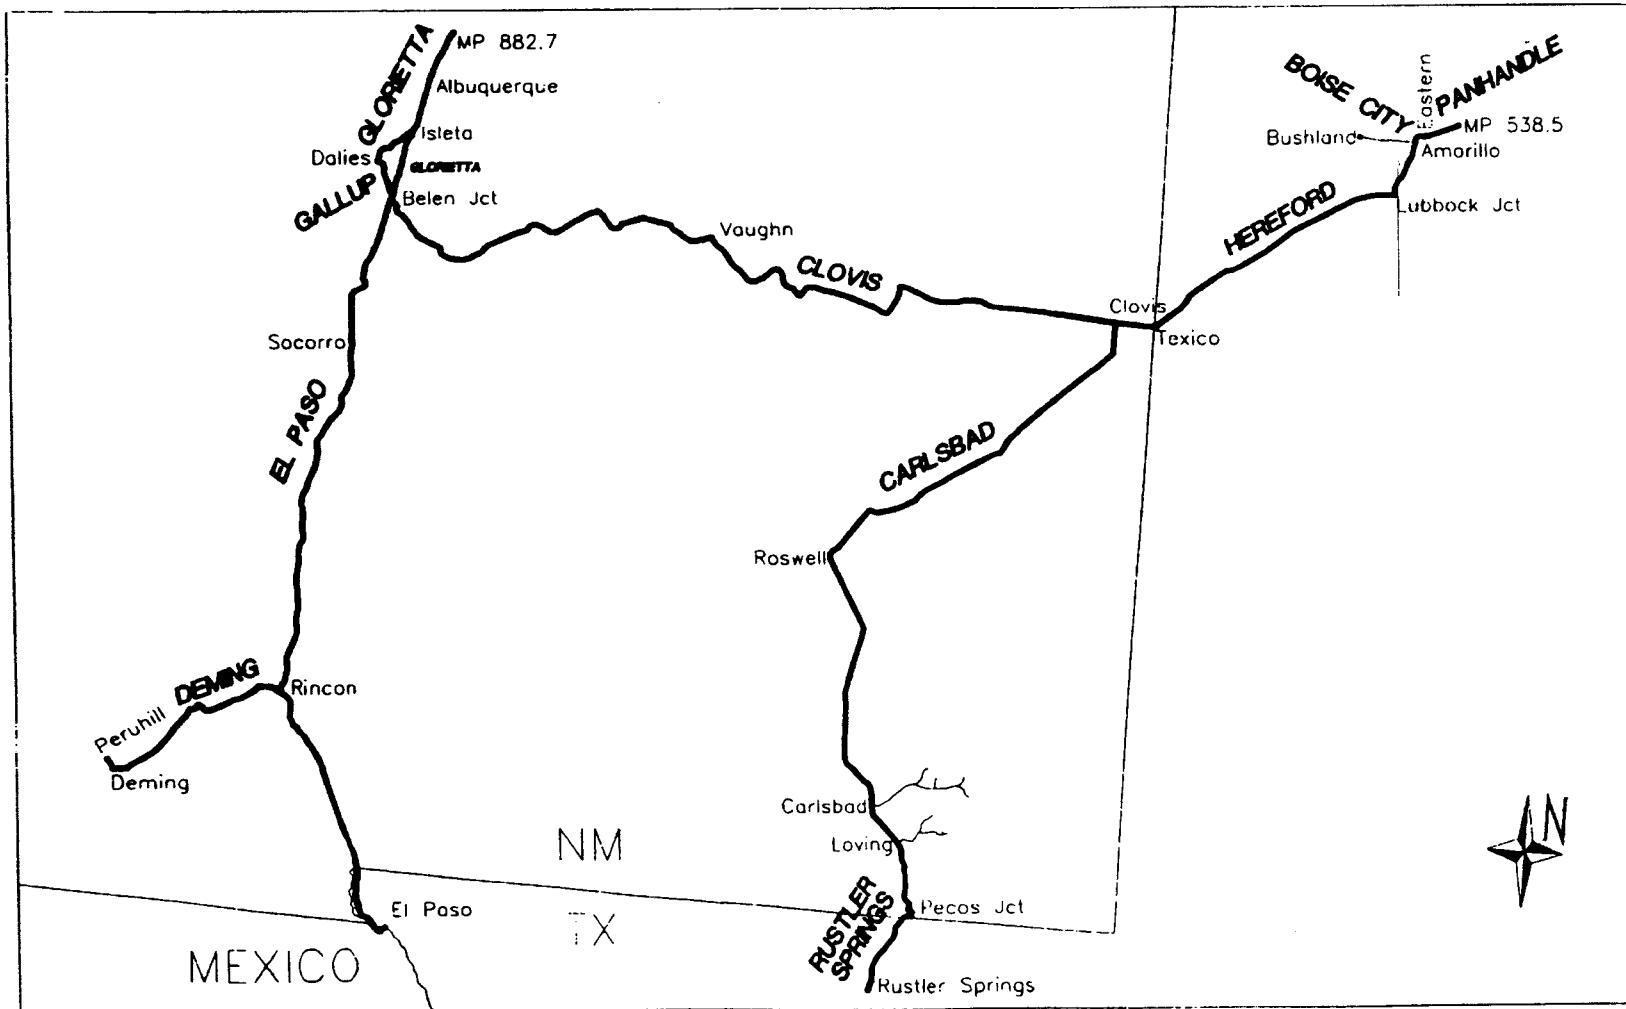 GLORIETTA
MP 882.7
Albuquerque
Isleta
Dalies
GLORIETTA
GALLUP
Belen Jct
Vaughn
CLOVIS
BOISE CITY
Eastern
PANHANDLE
MP 538.5
Bushland
Amarillo
HEREFORD
Lubbock Jct
Clovis
Texico
Socorro
EL PASO
CARLSBAD
Roswell
DEMING
Rincon
Peruhill
Deming
Carlsbad
Loving
NM
N
El Paso
TX
RUSTLER
SPRINGS
Pecos Jct
MEXICO
Rustler Springs